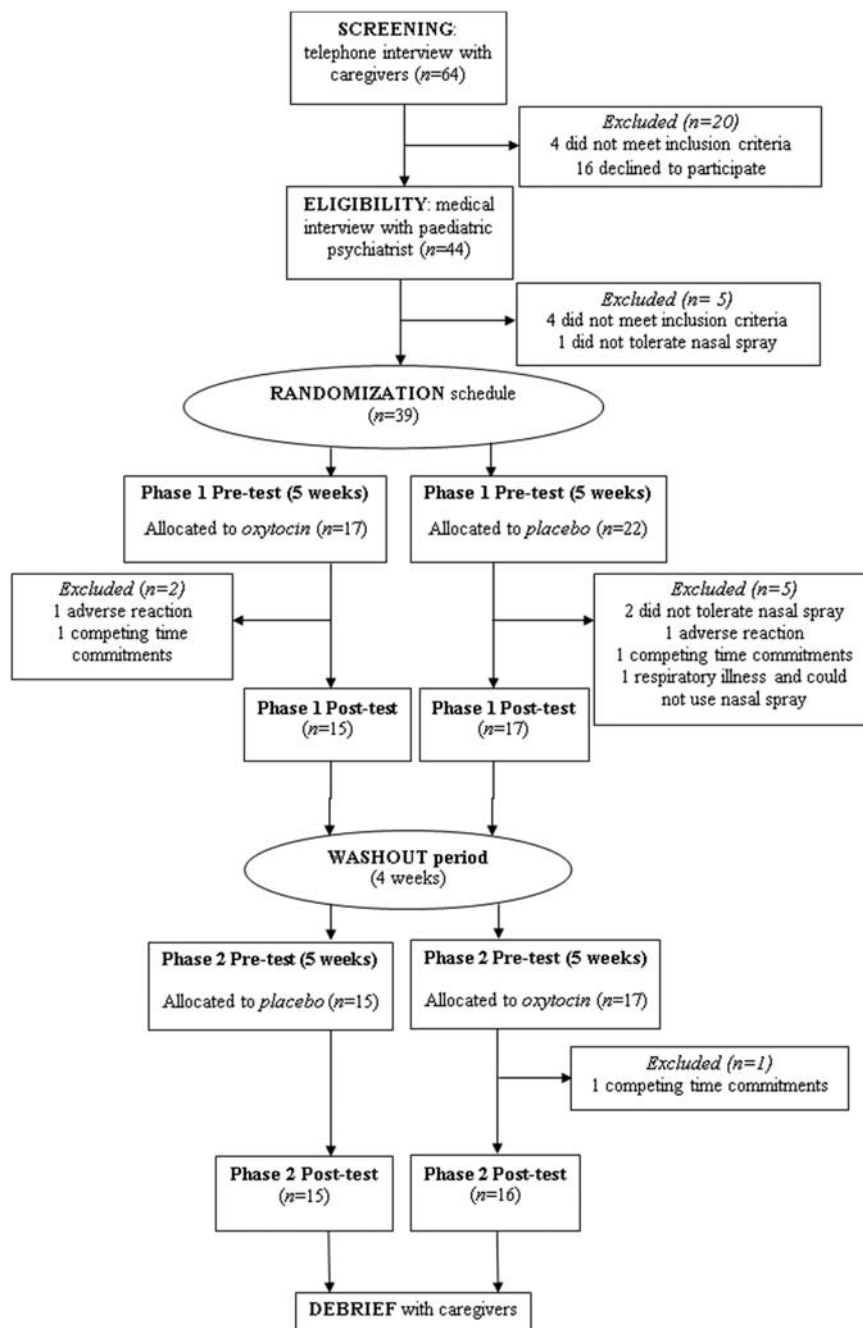 SCREENING:
telephone interview with
caregivers (n=64)
Excluded (n=20)
4 did not meet inclusion criteria
16 declined to participate
ELIGIBILITY: medical
interview with paediatric
psychiatrist
(n=44)
Excluded (n= 5)
4 did not meet inclusion criteria
1 did not tolerate nasal spray
RANDOMIZATION schedule
(n=39)
Phase 1 Pre-test (5 weeks)
Allocated to oxytocin (n=17)
Phase 1 Pre-test (5 weeks)
Allocated to placebo (n=22)
Excluded (n=2)
1 adverse reaction
1 competing time
commitments
Excluded (n=5)
2 did not tolerate nasal spray
1 adverse reaction
1 competing time commitments
1 respiratory illness and could
not use nasal spray
Phase 1 Post-test
(n=15)
Phase 1 Post-test
(n=17)
WASHOUT period
(4 weeks)
Phase 2 Pre-test (5 weeks)
Allocated to placebo (n=15)
Phase 2 Pre-test (5 weeks)
Allocated to oxytocin (n=17)
Excluded (n=1)
1 competing time commitments
Phase 2 Post-test
(n=15)
Phase 2 Post-test
(n=16)
DEBRIEF with caregivers